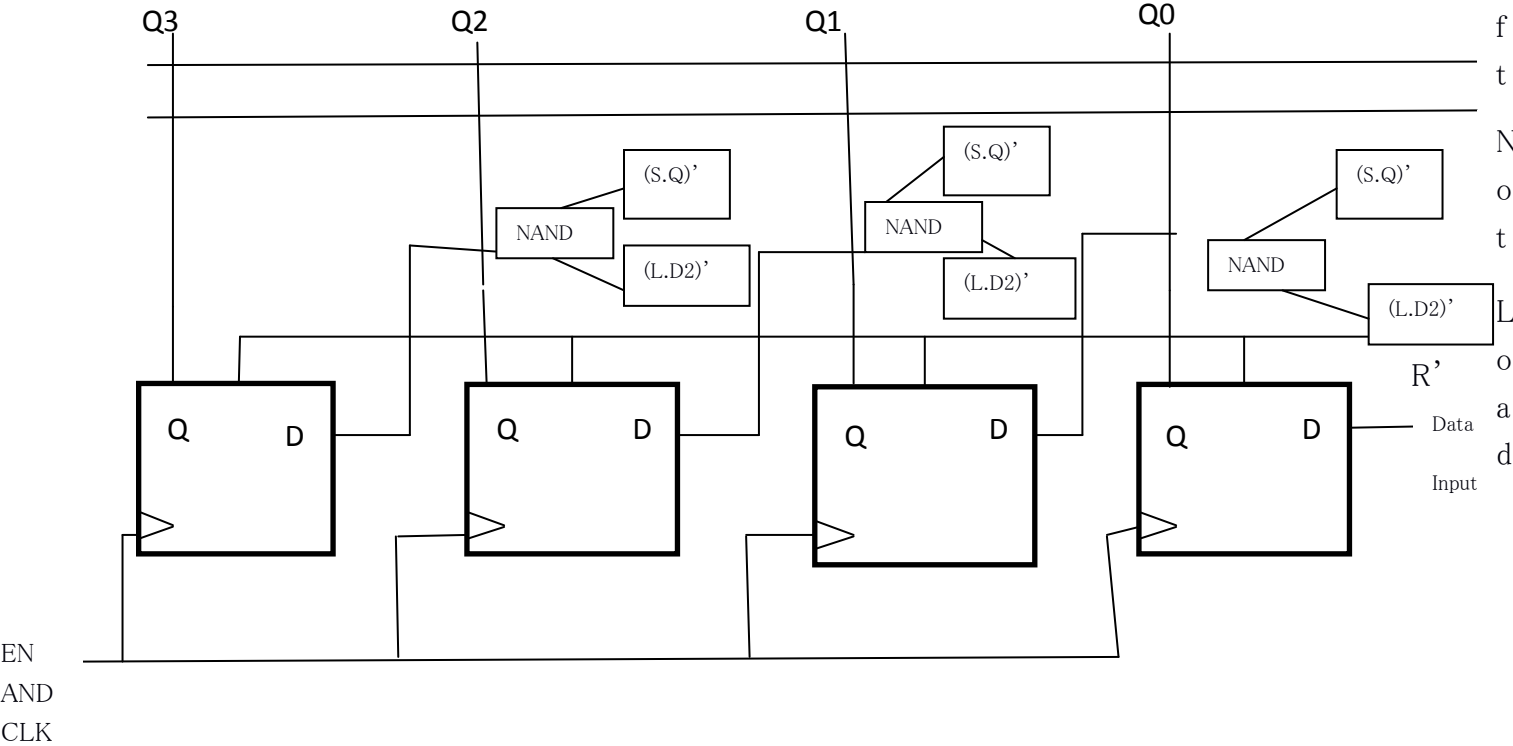 Q3
Q2
Q1
Q0
f
t
N
o
t
L
o
a
d
(S.Q)’
(S.Q)’
(S.Q)’
NAND
NAND
NAND
(L.D2)’
(L.D2)’
(L.D2)’
R’
Q
D
Q
D
Q
D
Q
D
Data
Input
EN
AND
CLK